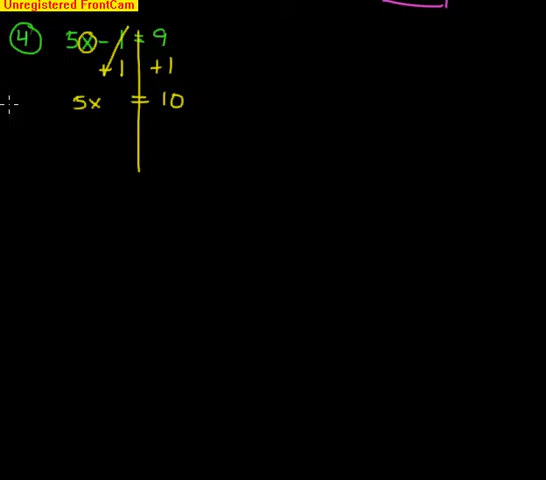 Unregistered FrontCam
4 5x - 1 = 9
+1 +1
5x = 10